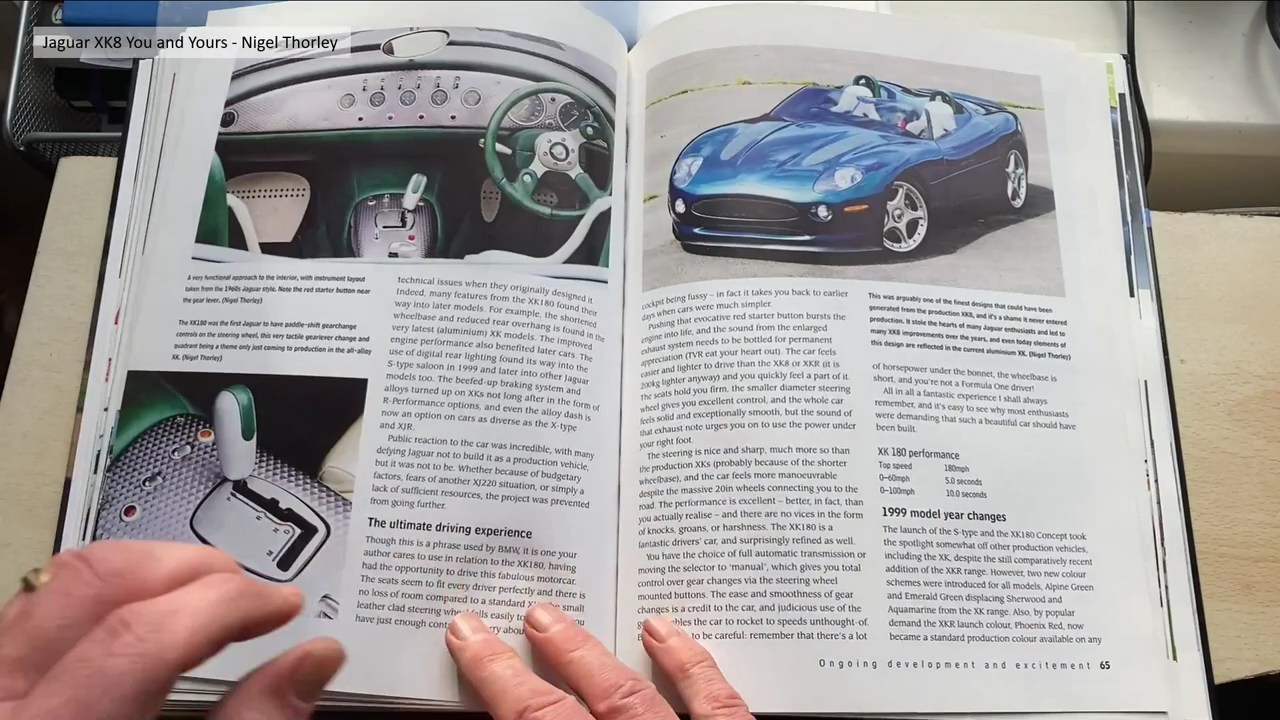 Jaguar XK8 You and Yours - Nigel Thorley
A very functional approach to the interior, with instrument layout
taken from the 1960s Jaguar style. Note the red starter button near
the gear lever. (Nigel Thorley)
The XK180 was the first Jaguar to have paddle-shift gearchange
controls on the steering wheel, this very tactile gearlever change and
quadrant being a theme only just coming to production in the all-alloy
XK. (Nigel Thorley)
technical issues when they originally designed it.
Indeed, many features from the XK180 found their
way into later models. For example, the shortened
wheelbase and reduced rear overhang is found in the
very latest (aluminium) XK models. The improved
engine performance also benefited later cars. The
use of digital rear lighting found its way into the
S-type saloon in 1999 and later into other Jaguar
models too. The beefed-up braking system and
alloys turned up on XKs not long after in the form of
R-Performance options, and even the alloy dash is
now an option on cars as diverse as the X-type
and XJR.
Public reaction to the car was incredible, with many
defying Jaguar not to build it as a production vehicle,
but it was not to be. Whether because of budgetary
factors, fears of another XJ220 situation, or simply a
lack of sufficient resources, the project was prevented
from going further.
The ultimate driving experience
Though this is a phrase used by BMW, it is one your
author cares to use in relation to the XK180, having
had the opportunity to drive this fabulous motorcar.
The seats seem to fit every driver perfectly and there is
no loss of room compared to a standard small
leather clad steering falls easily to
have just enough
cockpit being fussy – in fact it takes you back to earlier
days when cars were much simpler.
Pushing that evocative red starter button bursts the
engine into life, and the sound from the enlarged
exhaust system needs to be bottled for permanent
appreciation (TVR eat your heart out). The car feels
easier and lighter to drive than the XK8 or XKR (it is
200kg lighter anyway) and you quickly feel a part of it.
The seats hold you firm, the smaller diameter steering
wheel gives you excellent control, and the whole car
feels solid and exceptionally smooth, but the sound of
that exhaust note urges you on to use the power under
your right foot.
The steering is nice and sharp, much more so than
the production XKs (probably because of the shorter
wheelbase), and the car feels more manoeuvrable
despite the massive 20in wheels connecting you to the
road. The performance is excellent – better, in fact, than
you actually realise – and there are no vices in the form
of knocks, groans, or harshness. The XK180 is a
fantastic drivers' car, and surprisingly refined as well.
You have the choice of full automatic transmission or
moving the selector to 'manual', which gives you total
control over gear changes via the steering wheel
mounted buttons. The ease and smoothness of gear
changes is a credit to the car, and judicious use of the
the car to rocket to speeds unthought-of.
to be careful: remember that there's a lot
This was arguably one of the finest designs that could have been
generated from the production XK8, and it's a shame it never entered
production. It stole the hearts of many Jaguar enthusiasts and led to
many XK8 improvements over the years, and even today elements of
this design are reflected in the current aluminium XK. (Nigel Thorley)
of horsepower under the bonnet, the wheelbase is
short, and you're not a Formula One driver!
All in all a fantastic experience I shall always
remember, and it's easy to see why most enthusiasts
were demanding that such a beautiful car should have
been built.
XK 180 performance
Top speed 180mph
0–60mph 5.0 seconds
0–100mph 10.0 seconds
1999 model year changes
The launch of the S-type and the XK180 Concept took
the spotlight somewhat off other production vehicles,
including the XK, despite the still comparatively recent
addition of the XKR range. However, two new colour
schemes were introduced for all models, Alpine Green
and Emerald Green displacing Sherwood and
Aquamarine from the XK range. Also, by popular
demand the XKR launch colour, Phoenix Red, now
became a standard production colour available on any
Ongoing development and excitement 65